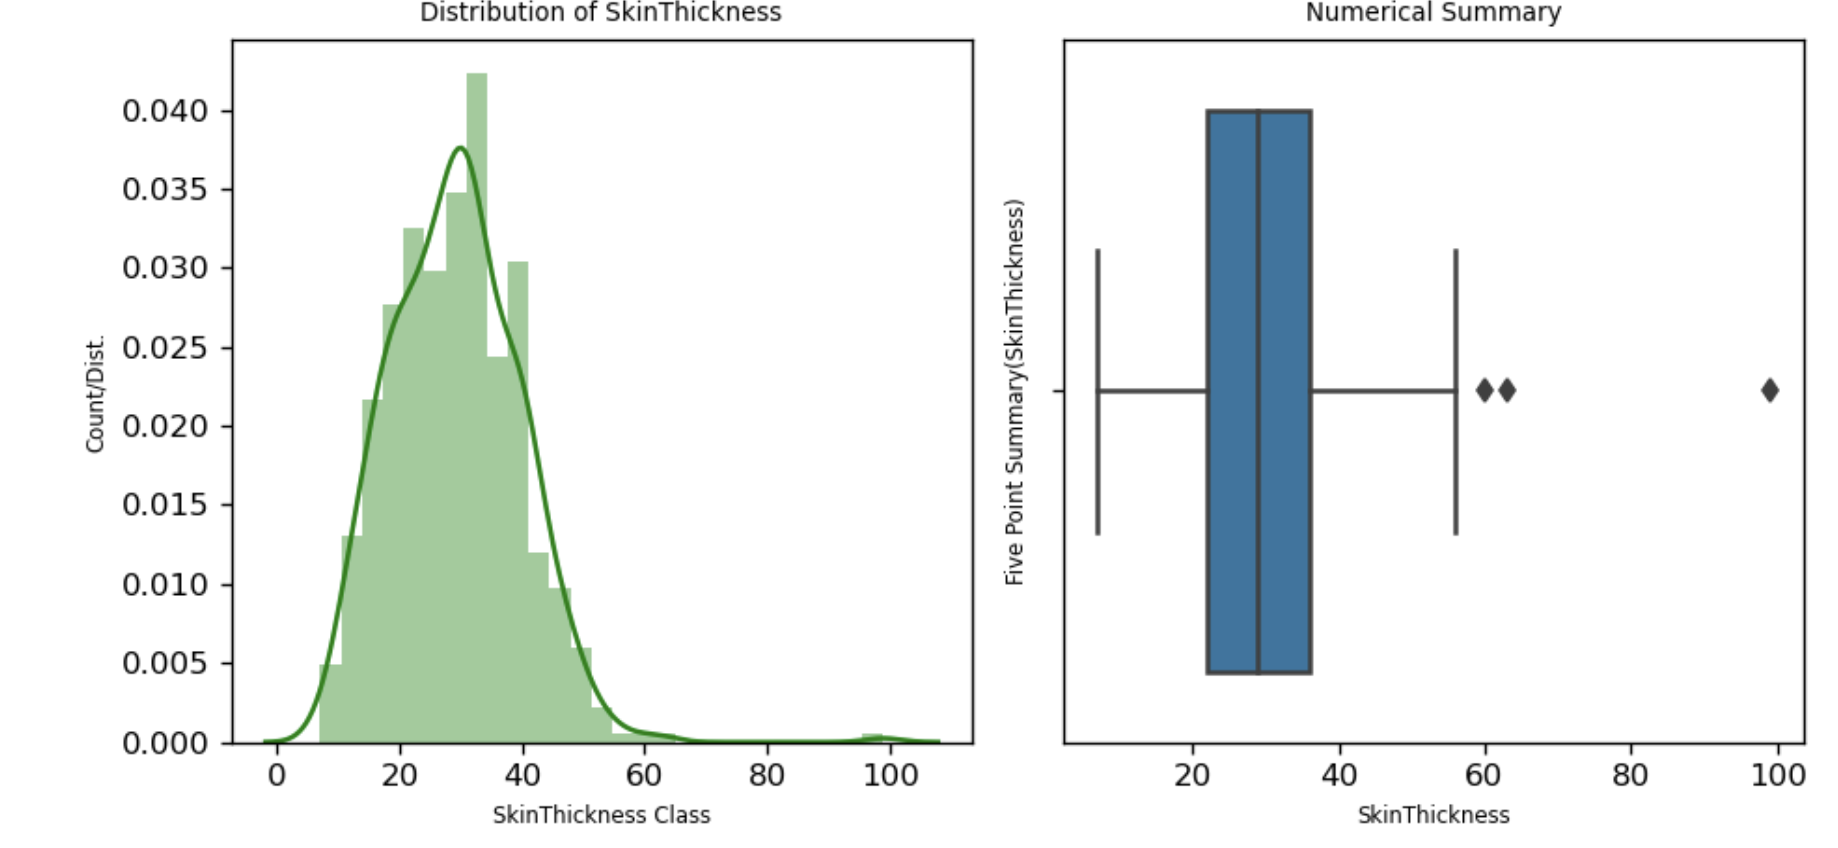 Distribution of SkinThickness
Count/Dist.
0.040
0.035
0.030
0.025
0.020
0.015
0.010
0.005
0.000
0 20 40 60 80 100
SkinThickness Class
Numerical Summary
Five Point Summary(SkinThickness)
20 40 60 80 100
SkinThickness